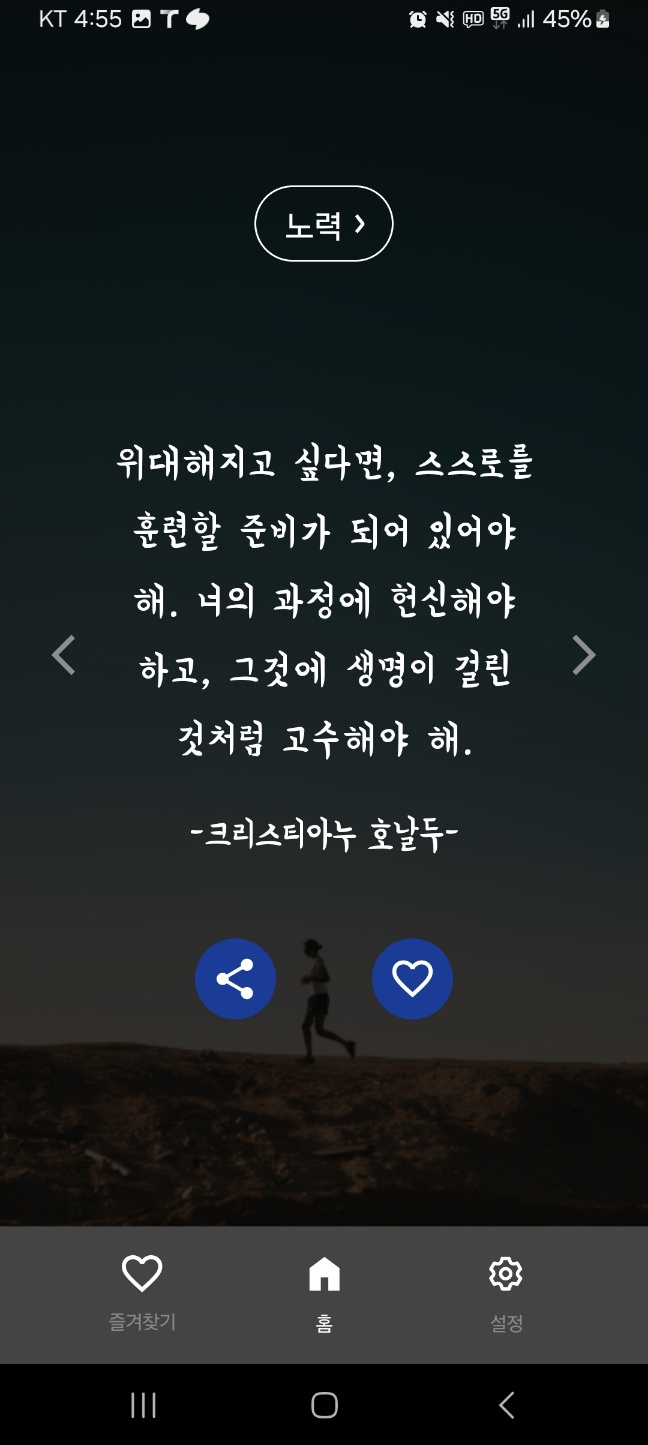 KT 4:55
HD 5G 45%
노력
위대해지고 싶다면, 스스로를
훈련할 준비가 되어 있어야
해. 너의 과정에 헌신해야
하고, 그것에 생명이 걸린
것처럼 고수해야 해.
-크리스티아누 호날두-
즐겨찾기 홈 설정